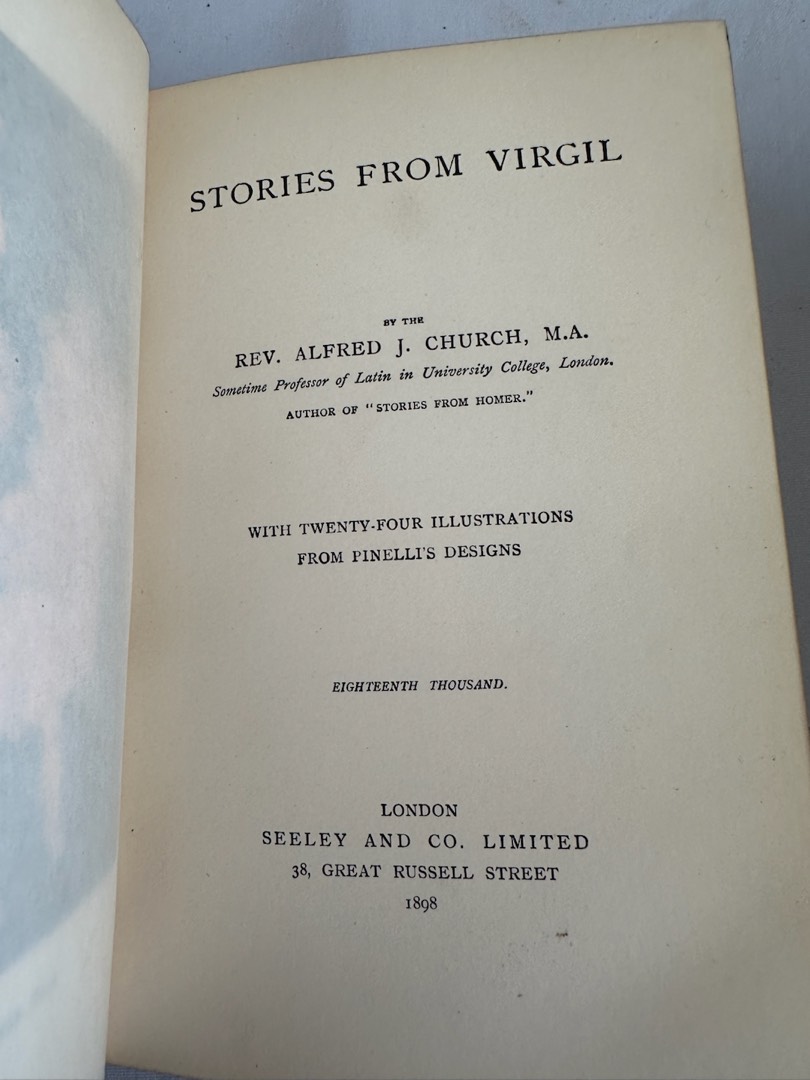 STORIES FROM VIRGIL
BY THE
REV. ALFRED J. CHURCH, M.A.
Sometime Professor of Latin in University College, London.
AUTHOR OF "STORIES FROM HOMER."
WITH TWENTY-FOUR ILLUSTRATIONS
FROM PINELLI'S DESIGNS
EIGHTEENTH THOUSAND.
LONDON
SEELEY AND CO. LIMITED
38, GREAT RUSSELL STREET
1898